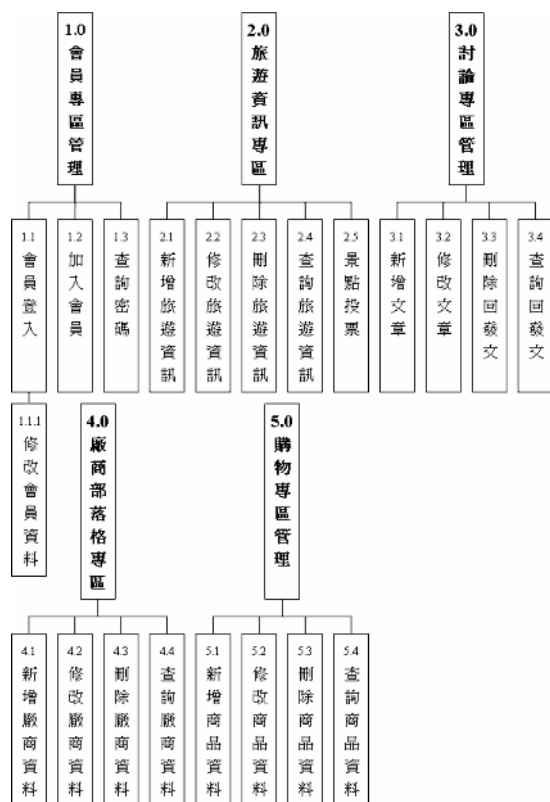 1.0
會員專區管理
2.0
旅遊資訊專區
3.0
討論專區管理
1.1
會員登入
1.2
加入會員
1.3
查詢密碼
2.1
新增旅遊資訊
2.2
修改旅遊資訊
2.3
刪除旅遊資訊
2.4
查詢旅遊資訊
2.5
景點投票
3.1
新增文章
3.2
修改文章
3.3
刪除回發文
3.4
查詢回發文
1.1.1
修改會員資料
4.0
廠商部落格專區
5.0
購物專區管理
4.1
新增廠商資料
4.2
修改廠商資料
4.3
刪除廠商資料
4.4
查詢廠商資料
5.1
新增商品資料
5.2
修改商品資料
5.3
刪除商品資料
5.4
查詢商品資料